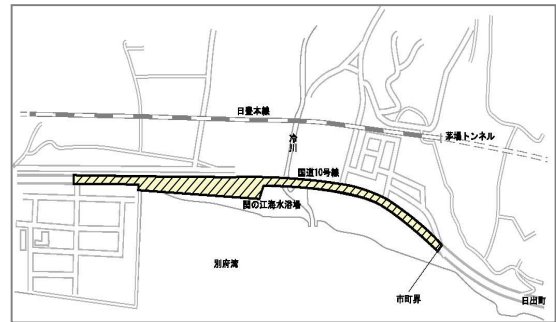 日豊本線
冷川
茅場トンネル
国道10号線
関の江海水浴場
別府湾
市町界
日出町